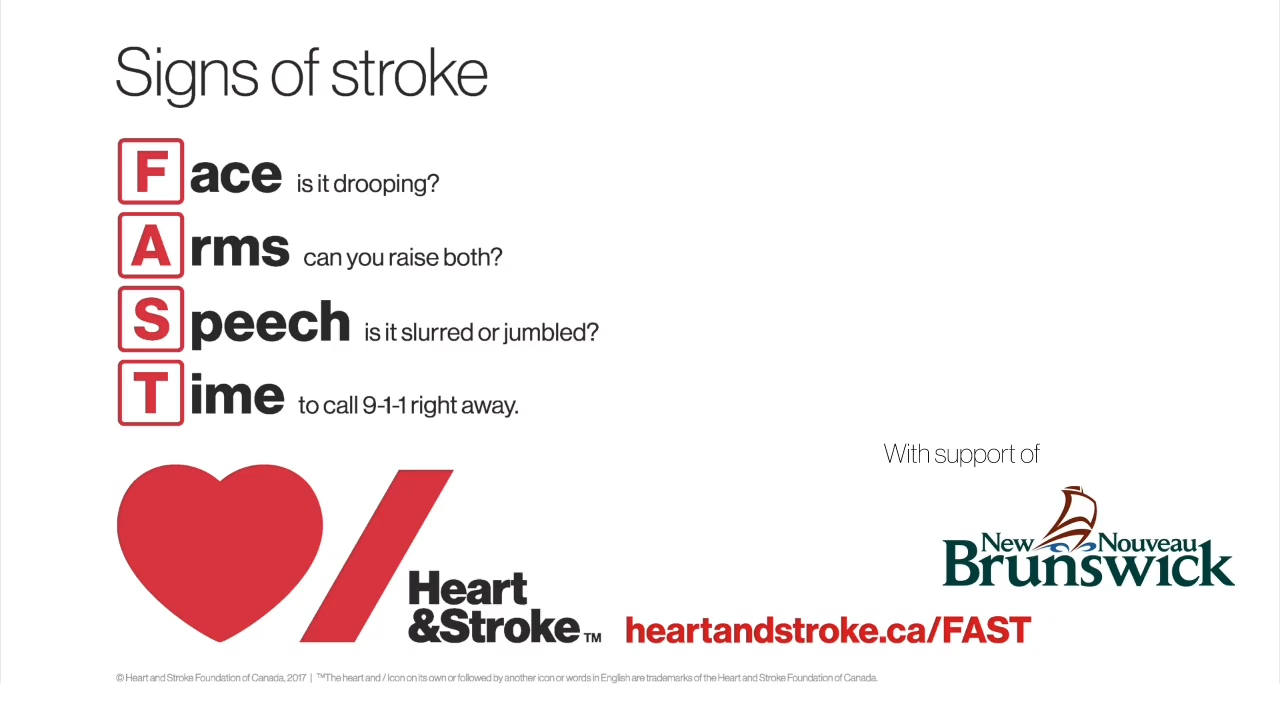 Signs of stroke
Face is it drooping?
Arms can you raise both?
Speech is it slurred or jumbled?
Time to call 9-1-1 right away.
With support of
New Nouveau
Brunswick
Heart
&Stroke™
heartandstroke.ca/FAST
© Heart and Stroke Foundation of Canada, 2017 | ™The heart and / Icon on its own or followed by another icon or words in English are trademarks of the Heart and Stroke Foundation of Canada.